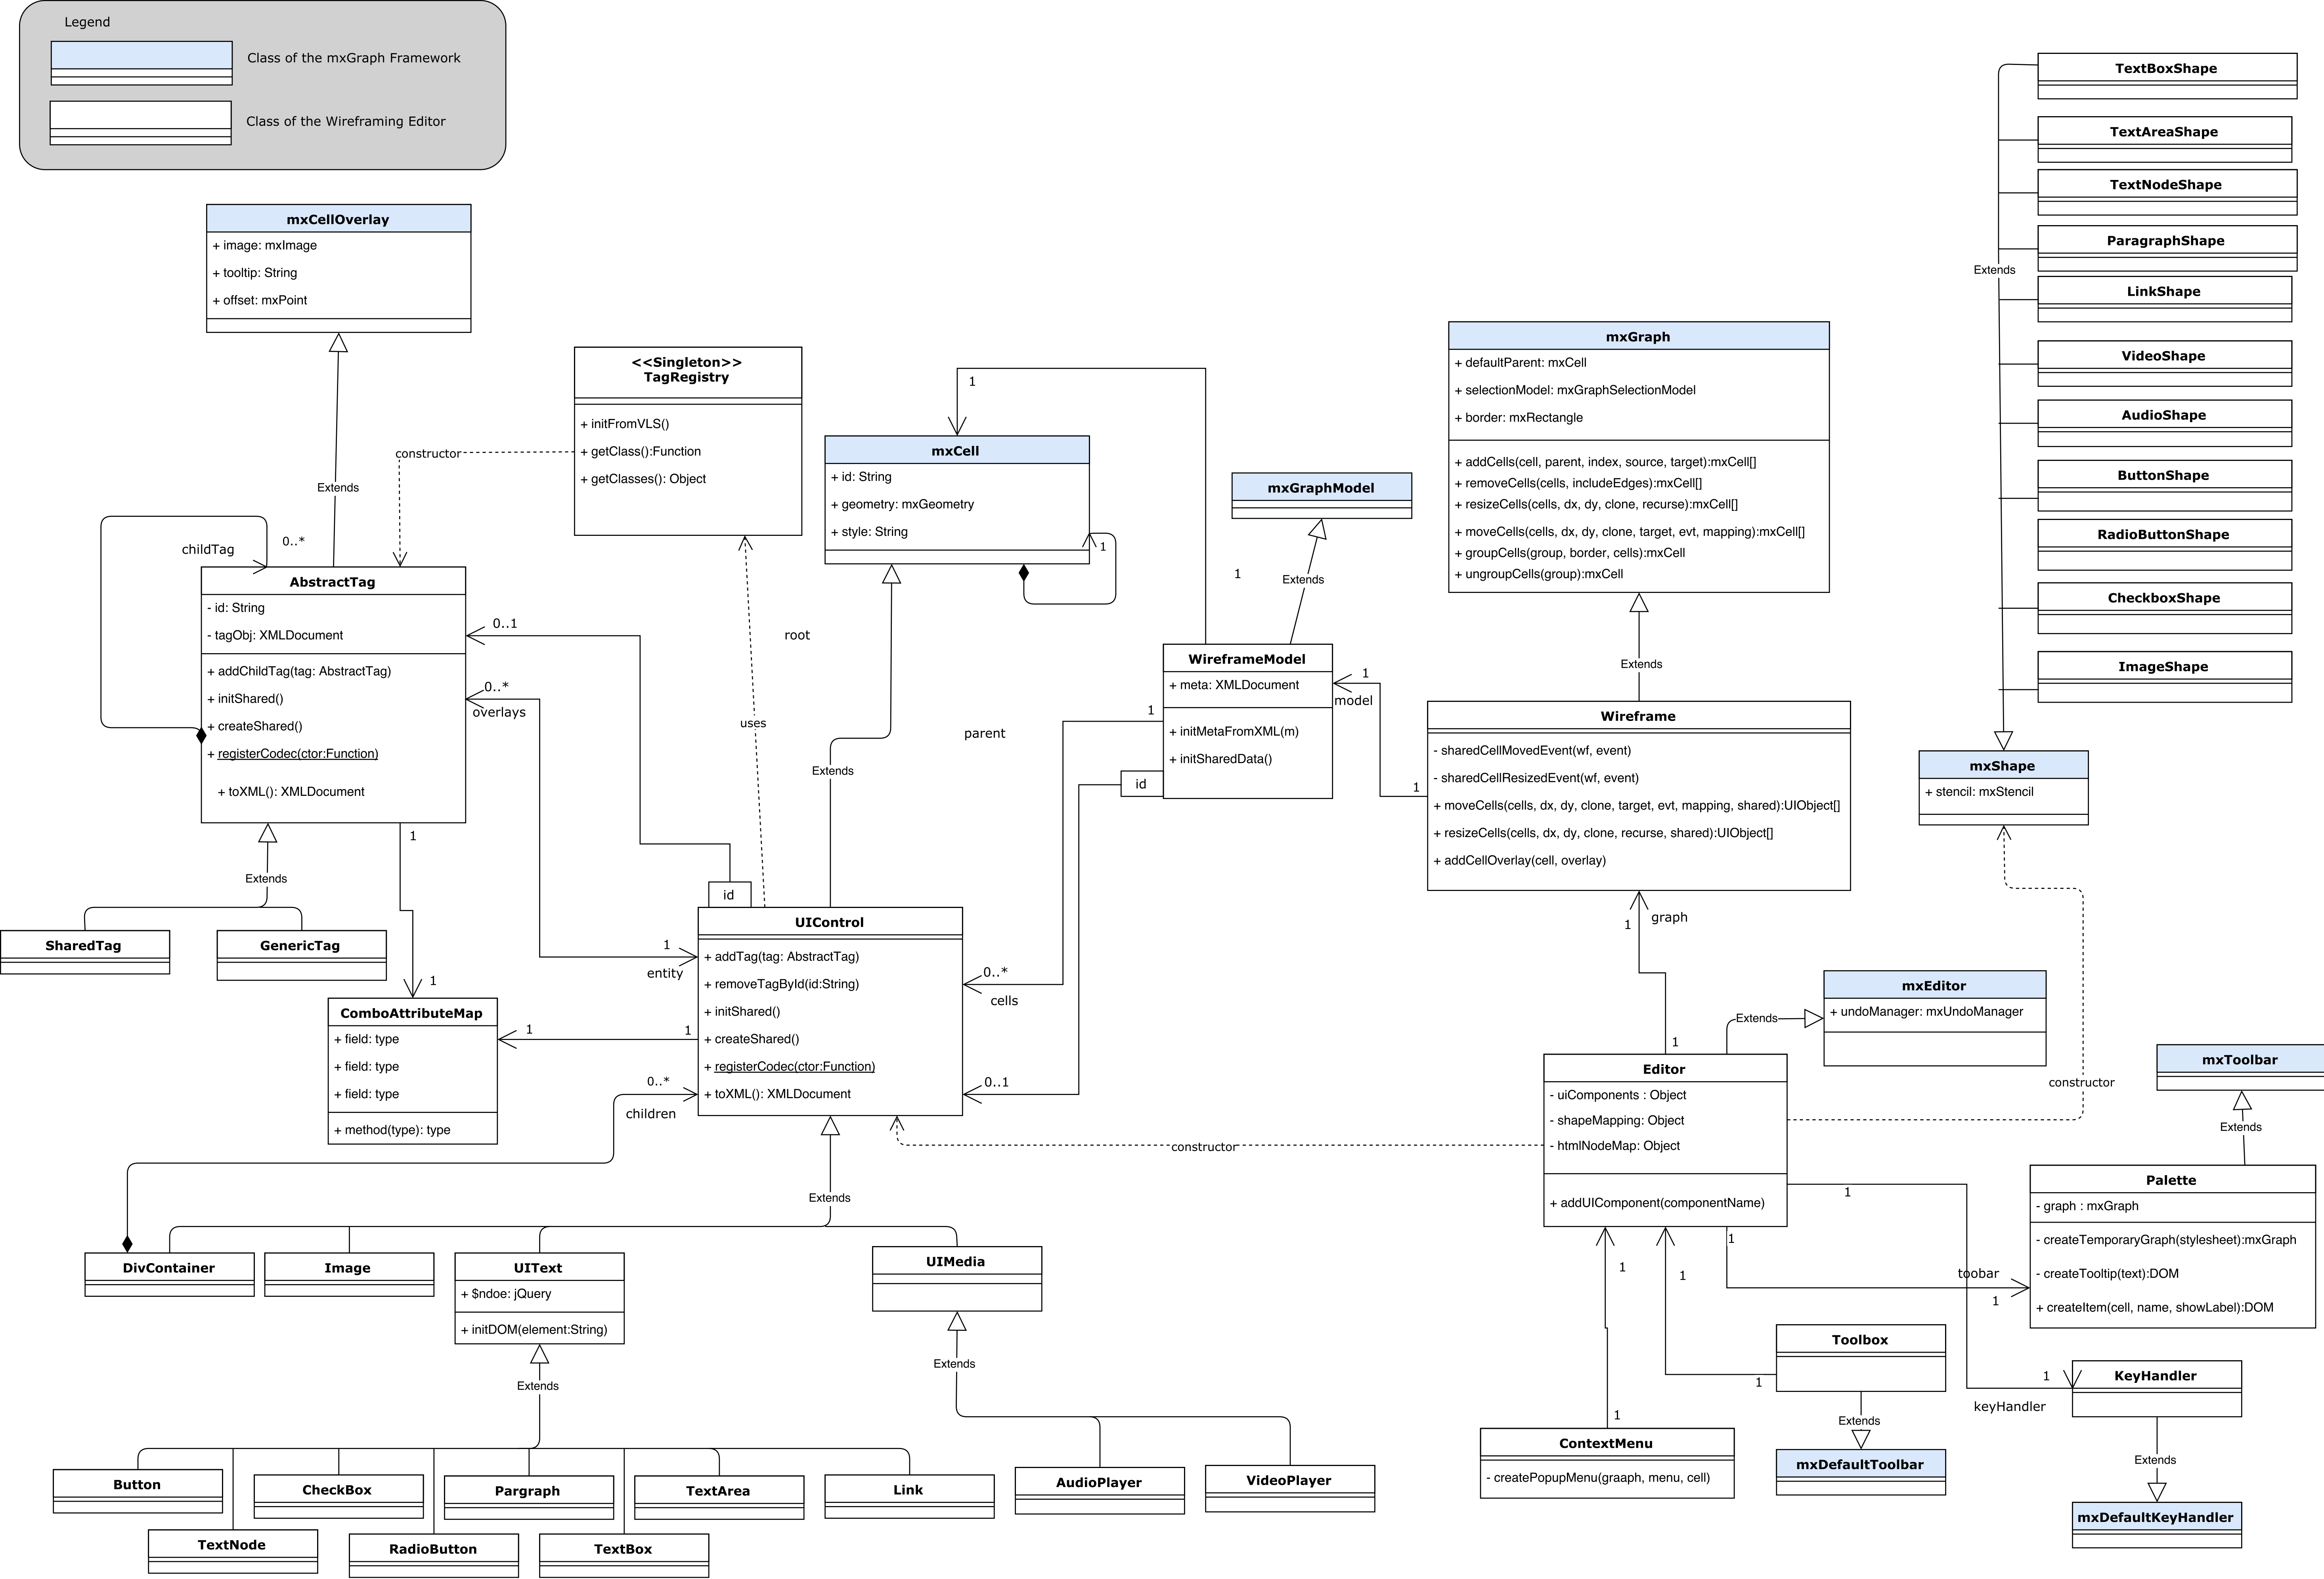 Legend
Class of the mxGraph Framework
Class of the Wireframing Editor
mxCellOverlay
+ image: mxImage
+ tooltip: String
+ offset: mxPoint
Extends
<<Singleton>>
TagRegistry
+ initFromVLS()
+ getClass():Function
+ getClasses(): Object
constructor
uses
childTag
0..*
AbstractTag
- id: String
- tagObj: XMLDocument
+ addChildTag(tag: AbstractTag)
+ initShared()
+ createShared()
+ registerCodec(ctor:Function)
+ toXML(): XMLDocument
0..1
0..*
overlays
Extends
SharedTag
GenericTag
1
1
ComboAttributeMap
+ field: type
+ field: type
+ field: type
+ method(type): type
mxCell
+ id: String
+ geometry: mxGeometry
+ style: String
1
1
root
parent
Extends
id
UIControl
+ addTag(tag: AbstractTag)
+ removeTagById(id:String)
+ initShared()
+ createShared()
+ registerCodec(ctor:Function)
+ toXML(): XMLDocument
1
entity
1
1
0..*
children
0..*
cells
0..1
constructor
Extends
DivContainer
Image
UIText
+ $ndoe: jQuery
+ initDOM(element:String)
UIMedia
Extends
Extends
Button
CheckBox
Pargraph
TextArea
Link
AudioPlayer
VideoPlayer
TextNode
RadioButton
TextBox
mxGraphModel
1
Extends
WireframeModel
+ meta: XMLDocument
+ initMetaFromXML(m)
+ initSharedData()
1
id
1
model
1
mxGraph
+ defaultParent: mxCell
+ selectionModel: mxGraphSelectionModel
+ border: mxRectangle
+ addCells(cell, parent, index, source, target):mxCell[]
+ removeCells(cells, includeEdges):mxCell[]
+ resizeCells(cells, dx, dy, clone, recurse):mxCell[]
+ moveCells(cells, dx, dy, clone, target, evt, mapping):mxCell[]
+ groupCells(group, border, cells):mxCell
+ ungroupCells(group):mxCell
Extends
Wireframe
- sharedCellMovedEvent(wf, event)
- sharedCellResizedEvent(wf, event)
+ moveCells(cells, dx, dy, clone, target, evt, mapping, shared):UIObject[]
+ resizeCells(cells, dx, dy, clone, recurse, shared):UIObject[]
+ addCellOverlay(cell, overlay)
1
graph
1
Editor
- uiComponents : Object
- shapeMapping: Object
- htmlNodeMap: Object
+ addUIComponent(componentName)
Extends
mxEditor
+ undoManager: mxUndoManager
constructor
TextBoxShape
TextAreaShape
TextNodeShape
ParagraphShape
Extends
LinkShape
VideoShape
AudioShape
ButtonShape
RadioButtonShape
CheckboxShape
ImageShape
mxShape
+ stencil: mxStencil
mxToolbar
Extends
Palette
- graph : mxGraph
- createTemporaryGraph(stylesheet):mxGraph
- createTooltip(text):DOM
+ createItem(cell, name, showLabel):DOM
1
1
toobar
1
1
1
Toolbox
1
Extends
mxDefaultToolbar
1
keyHandler
KeyHandler
Extends
mxDefaultKeyHandler
1
ContextMenu
- createPopupMenu(graaph, menu, cell)